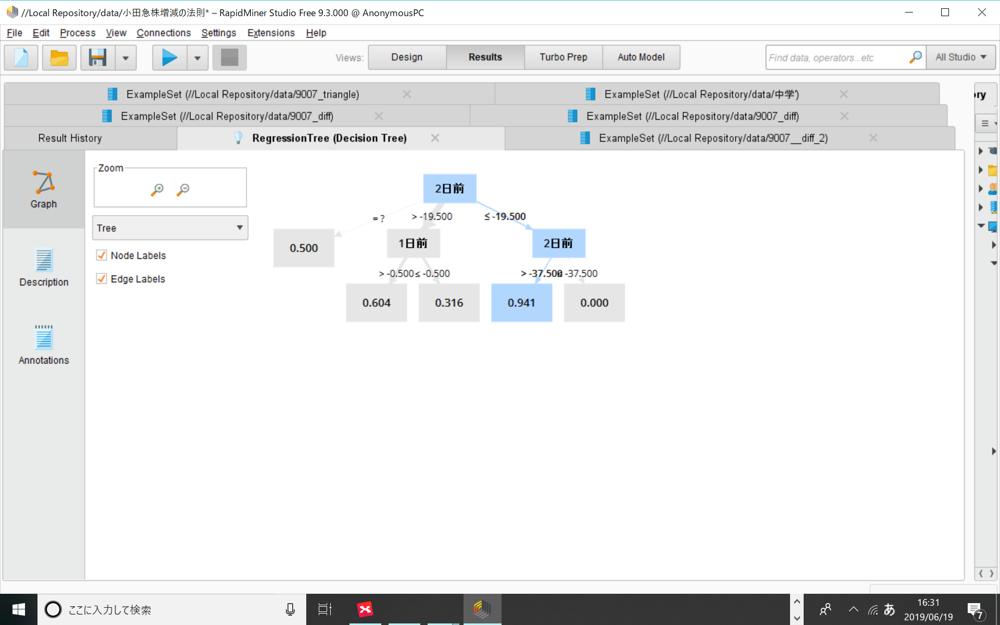 //Local Repository/data/小田急株増減の法則* – RapidMiner Studio Free 9.3.000 @ AnonymousPC
File Edit Process View Connections Settings Extensions Help
Views: Design Results Turbo Prep Auto Model
Find data, operators...etc
All Studio
ExampleSet (//Local Repository/data/9007_triangle)
ExampleSet (//Local Repository/data/中学')
ry
ExampleSet (//Local Repository/data/9007_diff)
ExampleSet (//Local Repository/data/9007_diff)
Result History
RegressionTree (Decision Tree)
ExampleSet (//Local Repository/data/9007__diff_2)
Graph
Description
Annotations
Zoom
Tree
Node Labels
Edge Labels
2日前
= ?
> -19.500
≤ -19.500
0.500
1日前
2日前
> -0.500
≤ -0.500
> -37.500
-37.500
0.604
0.316
0.941
0.000
ここに入力して検索
あ
16:31
2019/06/19
7